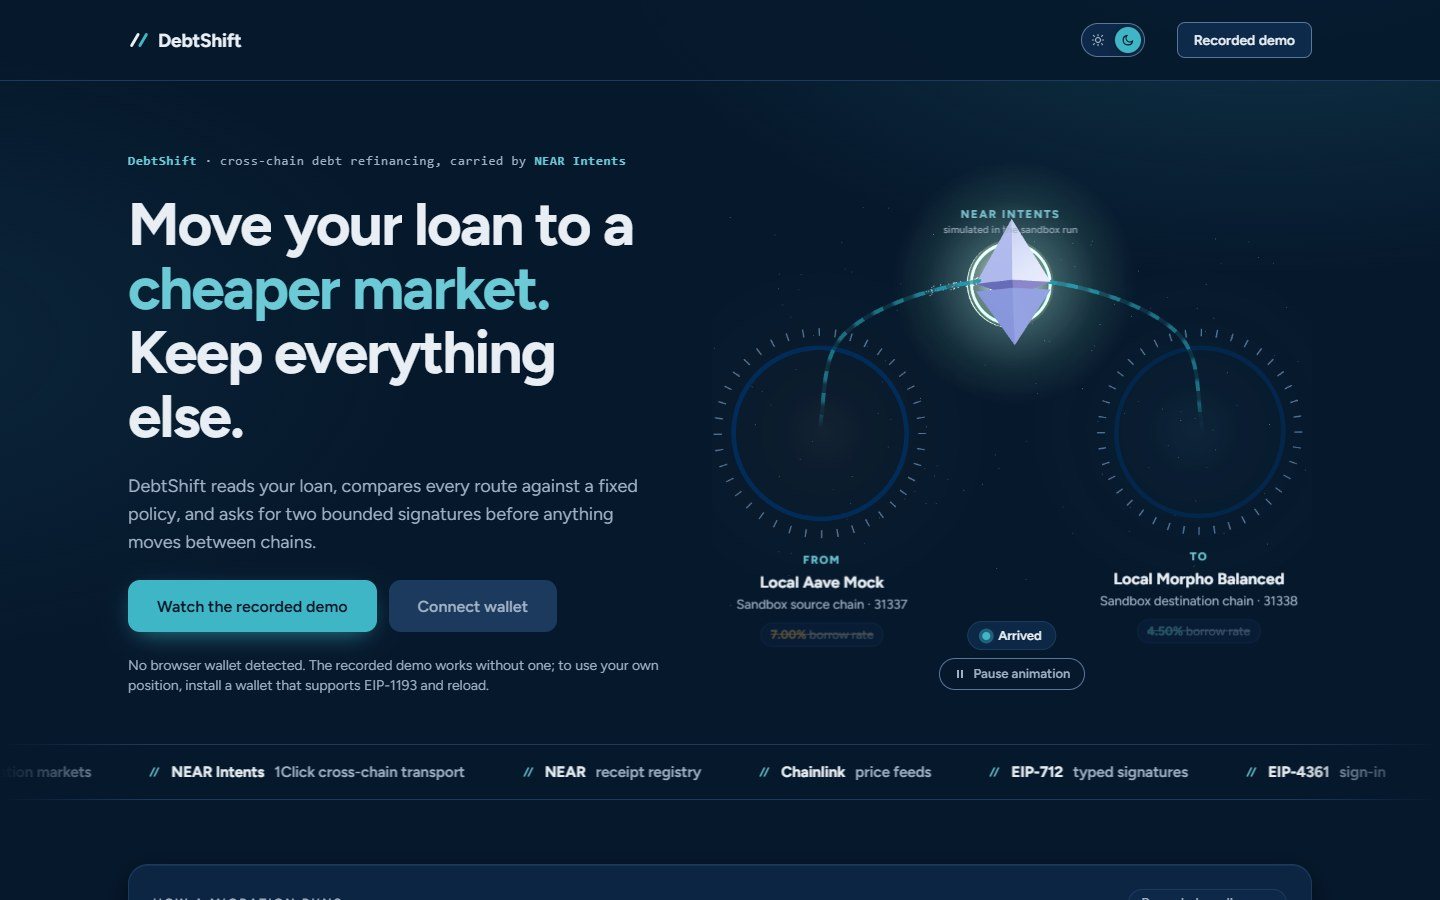 DebtShift
Recorded demo
DebtShift · cross-chain debt refinancing, carried by NEAR Intents
Move your loan to a
cheaper market.
Keep everything
else.
DebtShift reads your loan, compares every route against a fixed
policy, and asks for two bounded signatures before anything
moves between chains.
Watch the recorded demo
Connect wallet
No browser wallet detected. The recorded demo works without one; to use your own
position, install a wallet that supports EIP-1193 and reload.
NEAR INTENTS
simulated in sandbox run
FROM
Local Aave Mock
Sandbox source chain · 31337
7.00% borrow rate
TO
Local Morpho Balanced
Sandbox destination chain · 31338
4.50% borrow rate
Arrived
Pause animation
markets // NEAR Intents 1Click cross-chain transport // NEAR receipt registry // Chainlink price feeds // EIP-712 typed signatures // EIP-4361 sign-in